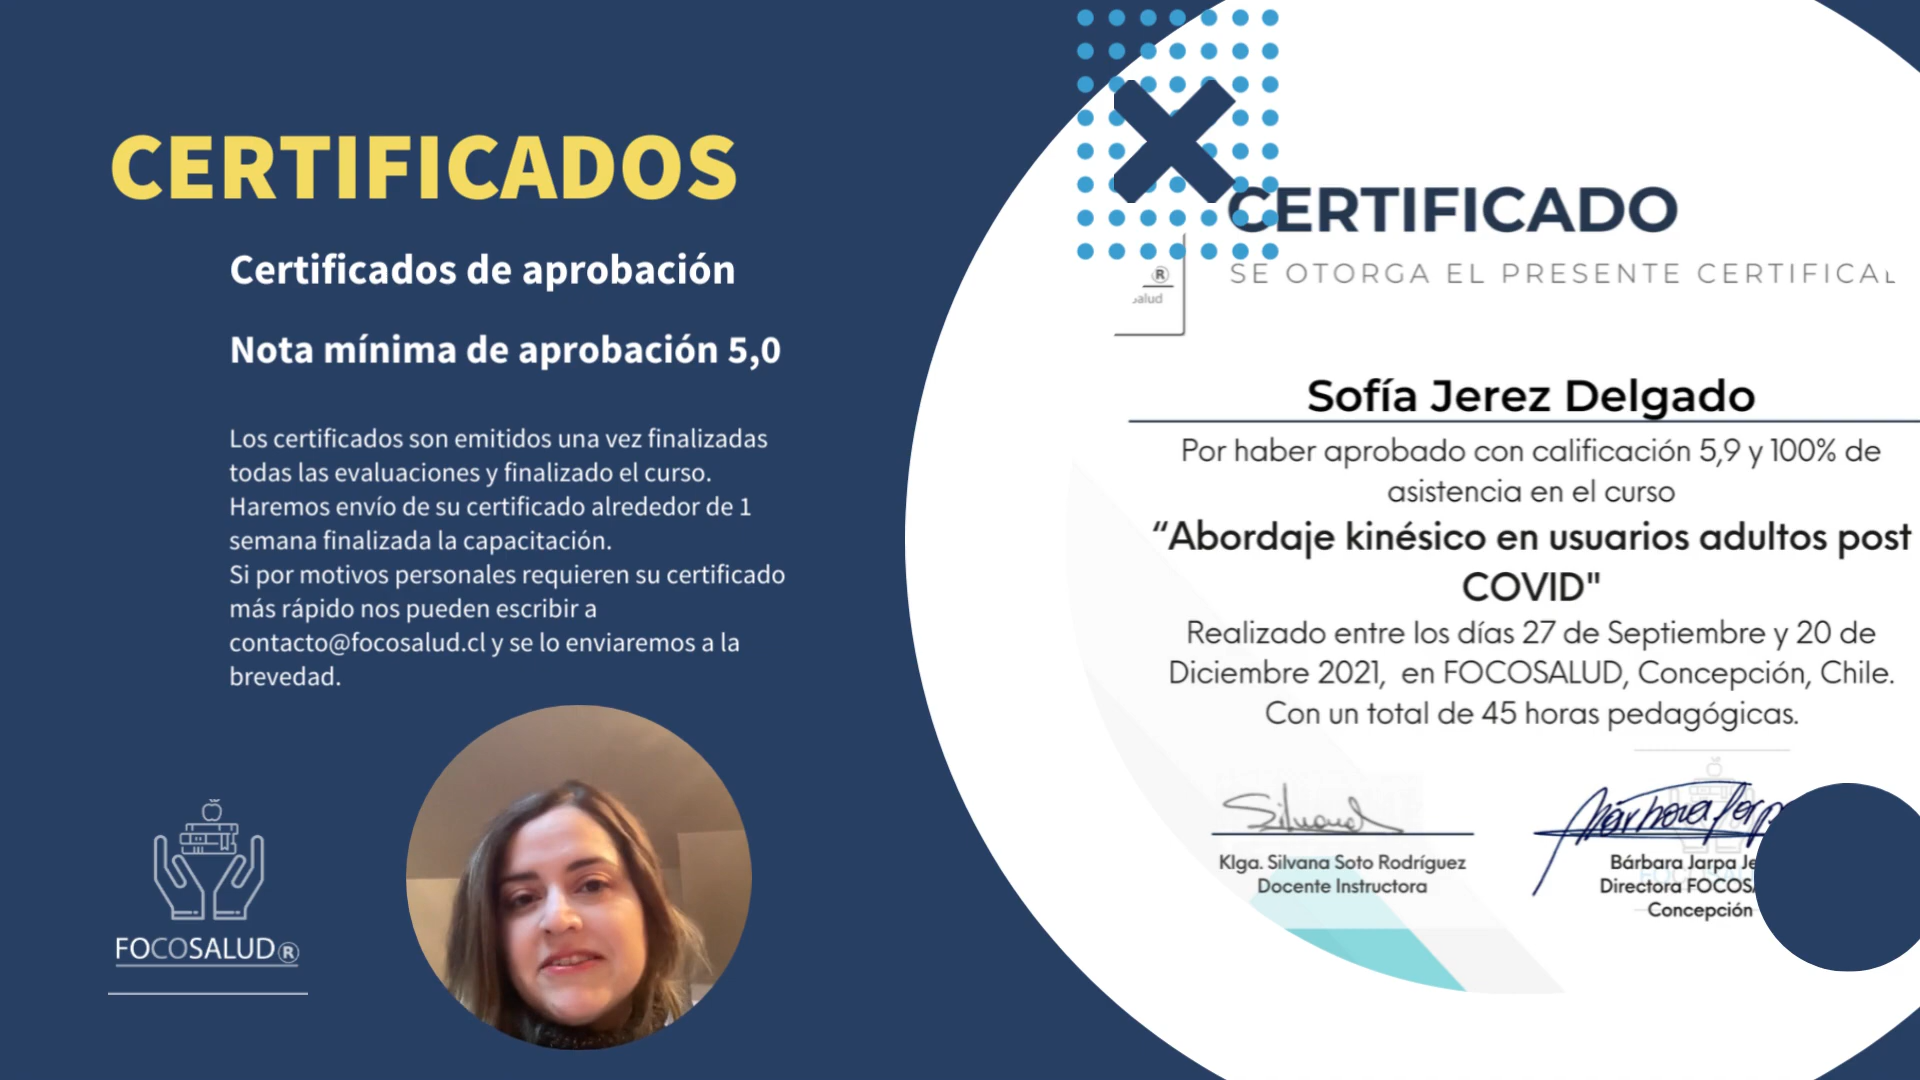 CERTIFICADOS
Certificados de aprobación
Nota mínima de aprobación 5,0
Los certificados son emitidos una vez finalizadas
todas las evaluaciones y finalizado el curso.
Haremos envío de su certificado alrededor de 1
semana finalizada la capacitación.
Si por motivos personales requieren su certificado
más rápido nos pueden escribir a
contacto@focosalud.cl y se lo enviaremos a la
brevedad.
FOCOSALUD®
CERTIFICADO
SE OTORGA EL PRESENTE
®
Sofía Jerez Delgado
Por haber aprobado con calificación 5,9 y 100% de
asistencia en el curso
“Abordaje kinésico en usuarios adultos post
COVID"
Realizado entre los días 27 de Septiembre y 20 de
Diciembre 2021, en FOCOSALUD, Concepción, Chile.
Con un total de 45 horas pedagógicas.
Klga. Silvana Soto Rodríguez
Docente Instructora
Bárbara Jarpa
Directora
Concepción